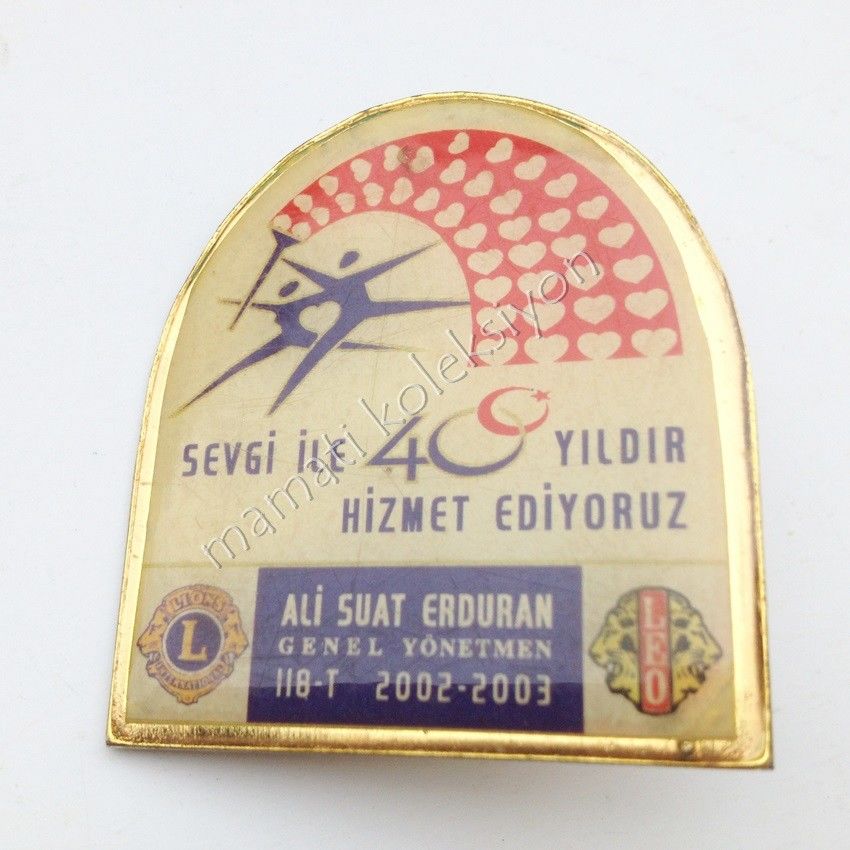 SEVGİ İLE 40 YILDIR
HİZMET EDİYORUZ
LIONS
L
INTERNATIONAL
ALİ SUAT ERDURAN
GENEL YÖNETMEN
118-T 2002-2003
LEO
mamati koleksiyon